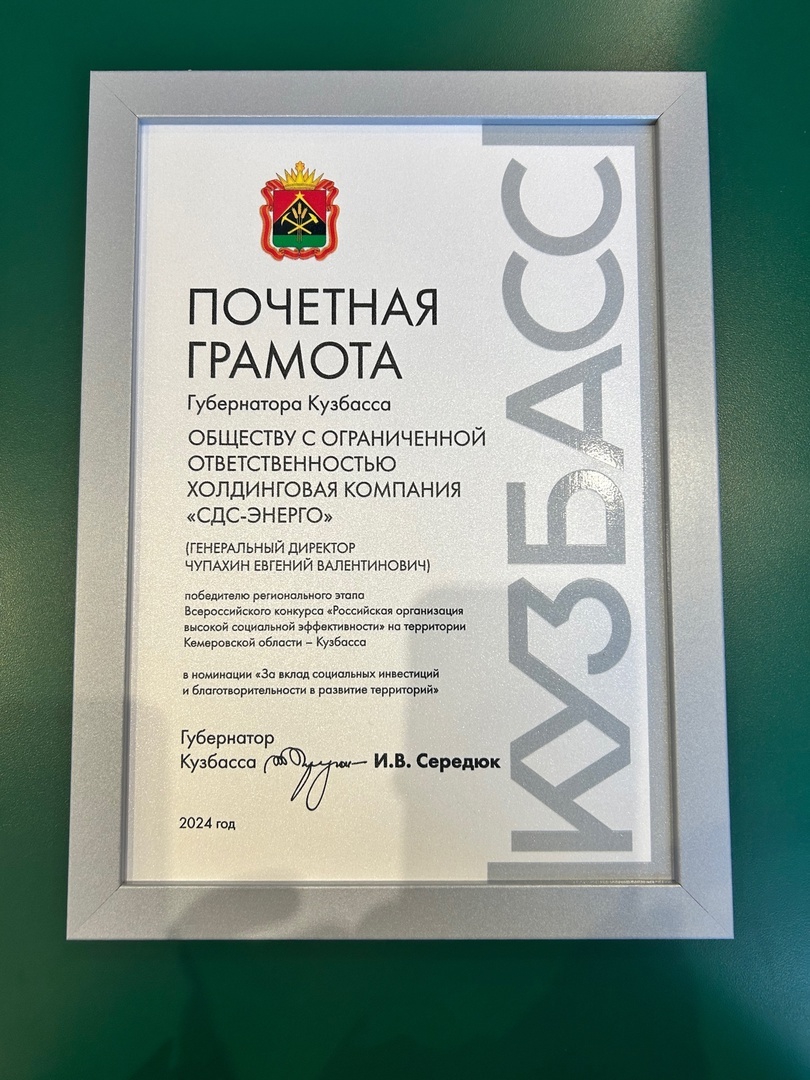 ПОЧЕТНАЯ
ГРАМОТА
Губернатора Кузбасса
ОБЩЕСТВУ С ОГРАНИЧЕННОЙ
ОТВЕТСТВЕННОСТЬЮ
ХОЛДИНГОВАЯ КОМПАНИЯ
«СДС-ЭНЕРГО»
(ГЕНЕРАЛЬНЫЙ ДИРЕКТОР
ЧУПАХИН ЕВГЕНИЙ ВАЛЕНТИНОВИЧ)
победителю регионального этапа
Всероссийского конкурса «Российская организация
высокой социальной эффективности» на территории
Кемеровской области – Кузбасса
в номинации «За вклад социальных инвестиций
и благотворительности в развитие территорий»
Губернатор
Кузбасса И.В. Середюк
2024 год
КУЗБАСС